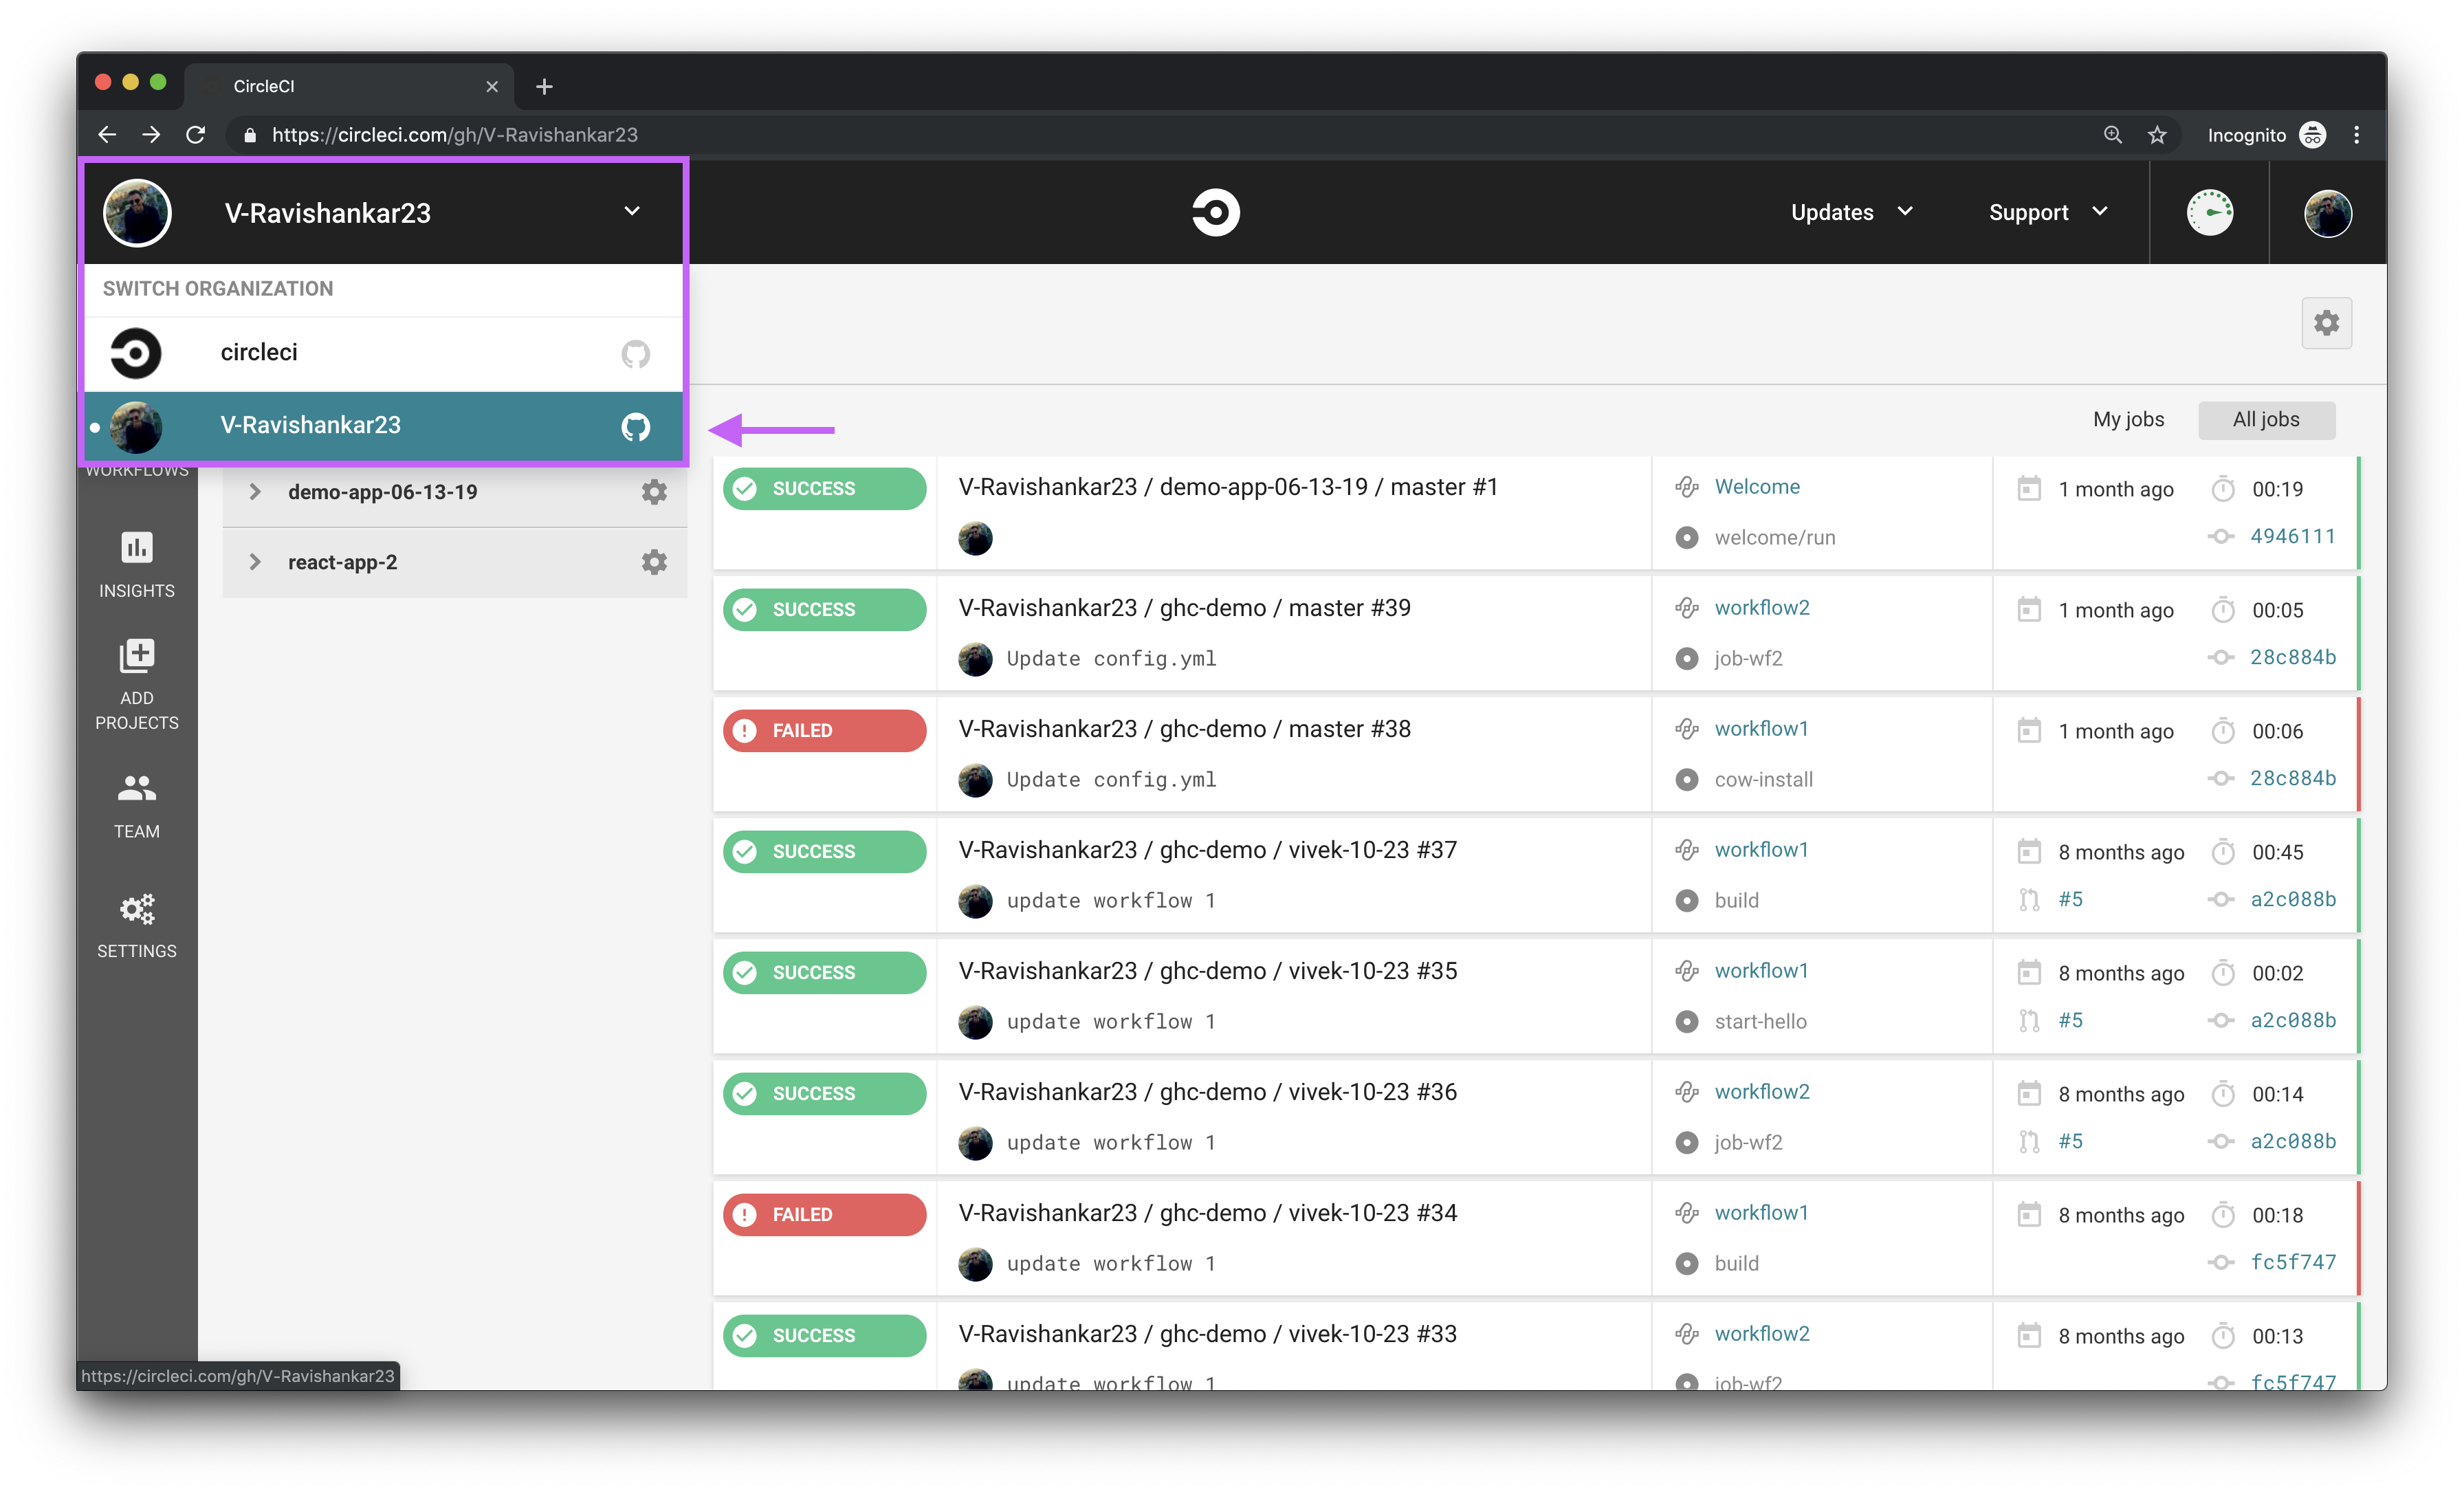 CircleCI
https://circleci.com/gh/V-Ravishankar23
Incognito
V-Ravishankar23
Updates
Support
SWITCH ORGANIZATION
circleci
V-Ravishankar23
My jobs
All jobs
WORKFLOWS
INSIGHTS
ADD
PROJECTS
TEAM
SETTINGS
demo-app-06-13-19
react-app-2
SUCCESS
V-Ravishankar23 / demo-app-06-13-19 / master #1
Welcome
welcome/run
1 month ago
00:19
4946111
SUCCESS
V-Ravishankar23 / ghc-demo / master #39
Update config.yml
workflow2
job-wf2
1 month ago
00:05
28c884b
FAILED
V-Ravishankar23 / ghc-demo / master #38
Update config.yml
workflow1
cow-install
1 month ago
00:06
28c884b
SUCCESS
V-Ravishankar23 / ghc-demo / vivek-10-23 #37
update workflow 1
workflow1
build
8 months ago
00:45
#5
a2c088b
SUCCESS
V-Ravishankar23 / ghc-demo / vivek-10-23 #35
update workflow 1
workflow1
start-hello
8 months ago
00:02
#5
a2c088b
SUCCESS
V-Ravishankar23 / ghc-demo / vivek-10-23 #36
update workflow 1
workflow2
job-wf2
8 months ago
00:14
#5
a2c088b
FAILED
V-Ravishankar23 / ghc-demo / vivek-10-23 #34
update workflow 1
workflow1
build
8 months ago
00:18
fc5f747
SUCCESS
V-Ravishankar23 / ghc-demo / vivek-10-23 #33
update workflow 1
workflow2
job-wf2
8 months ago
00:13
fc5f747
https://circleci.com/gh/V-Ravishankar23